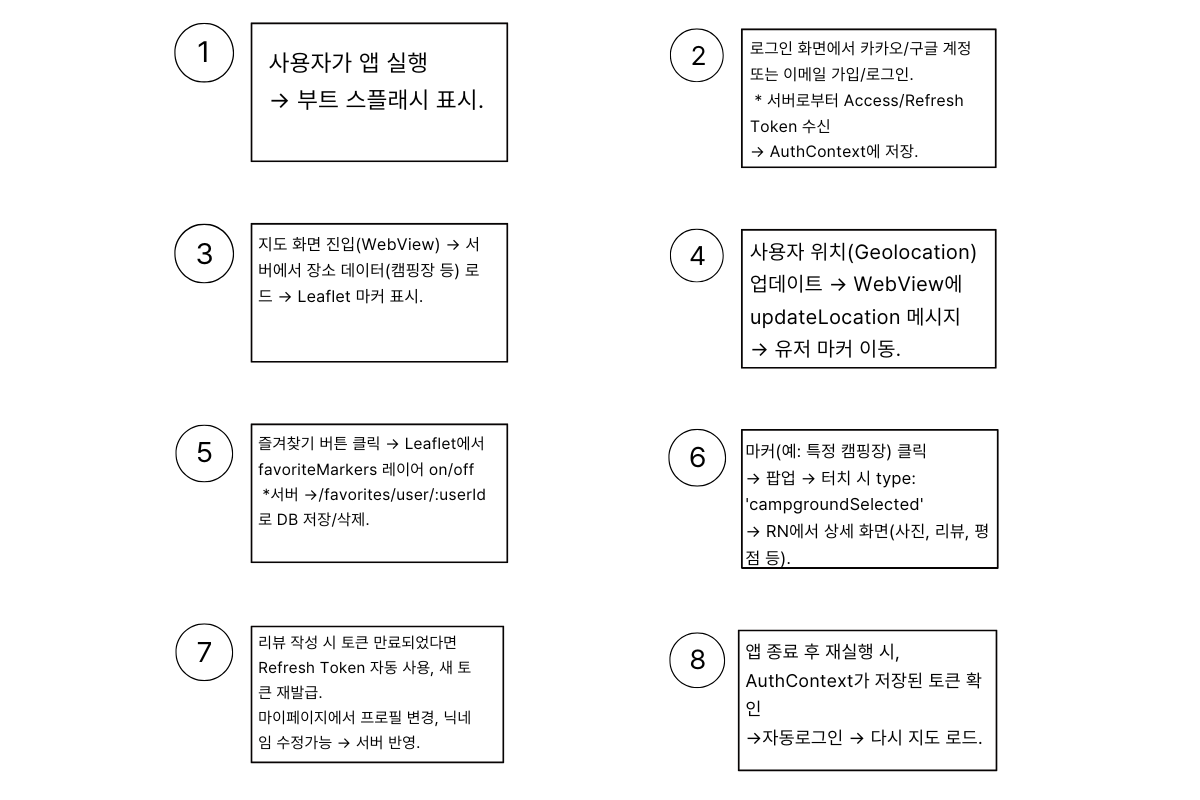 1
사용자가 앱 실행
→ 부트 스플래시 표시.
2
로그인 화면에서 카카오/구글 계정
또는 이메일 가입/로그인.
* 서버로부터 Access/Refresh
Token 수신
→ AuthContext에 저장.
3
지도 화면 진입(WebView) → 서
버에서 장소 데이터(캠핑장 등) 로
드 → Leaflet 마커 표시.
4
사용자 위치(Geolocation)
업데이트 → WebView에
updateLocation 메시지
→ 유저 마커 이동.
5
즐겨찾기 버튼 클릭 → Leaflet에서
favoriteMarkers 레이어 on/off
*서버 →/favorites/user/:userId
로 DB 저장/삭제.
6
마커(예: 특정 캠핑장) 클릭
→ 팝업 → 터치 시 type:
'campgroundSelected'
→ RN에서 상세 화면(사진, 리뷰, 평
점 등).
7
리뷰 작성 시 토큰 만료되었다면
Refresh Token 자동 사용, 새 토
큰 재발급.
마이페이지에서 프로필 변경, 닉네
임 수정가능 → 서버 반영.
8
앱 종료 후 재실행 시,
AuthContext가 저장된 토큰 확
인
→자동로그인 → 다시 지도 로드.